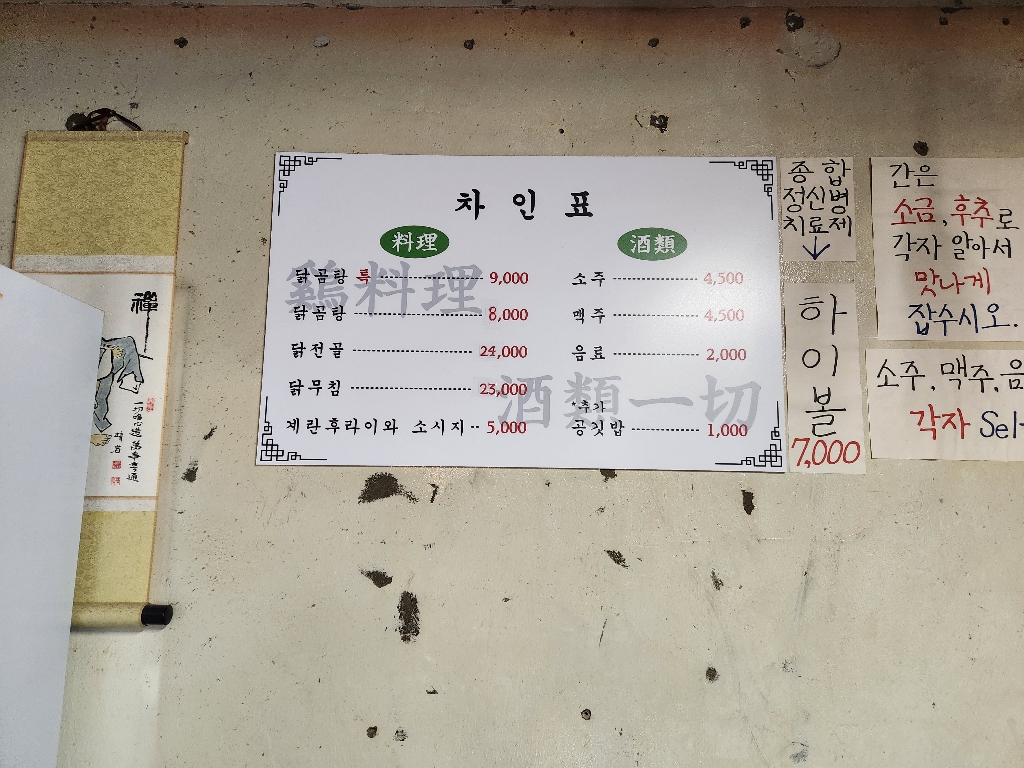 禪
차 인 표
料理
닭곰탕 특 9,000
닭곰탕 8,000
닭전골 24,000
닭무침 23,000
계란후라이와 소시지 5,000
鷄料理
酒類
소주 4,500
맥주 4,500
음료 2,000
*추가
공깃밥 1,000
酒類一切
종합
정신병
치료제
↓
하
이
볼
7,000
간은
소금,후추로
각자 알아서
맛나게
잡수시오.
소주,맥주,음
각자 Sel